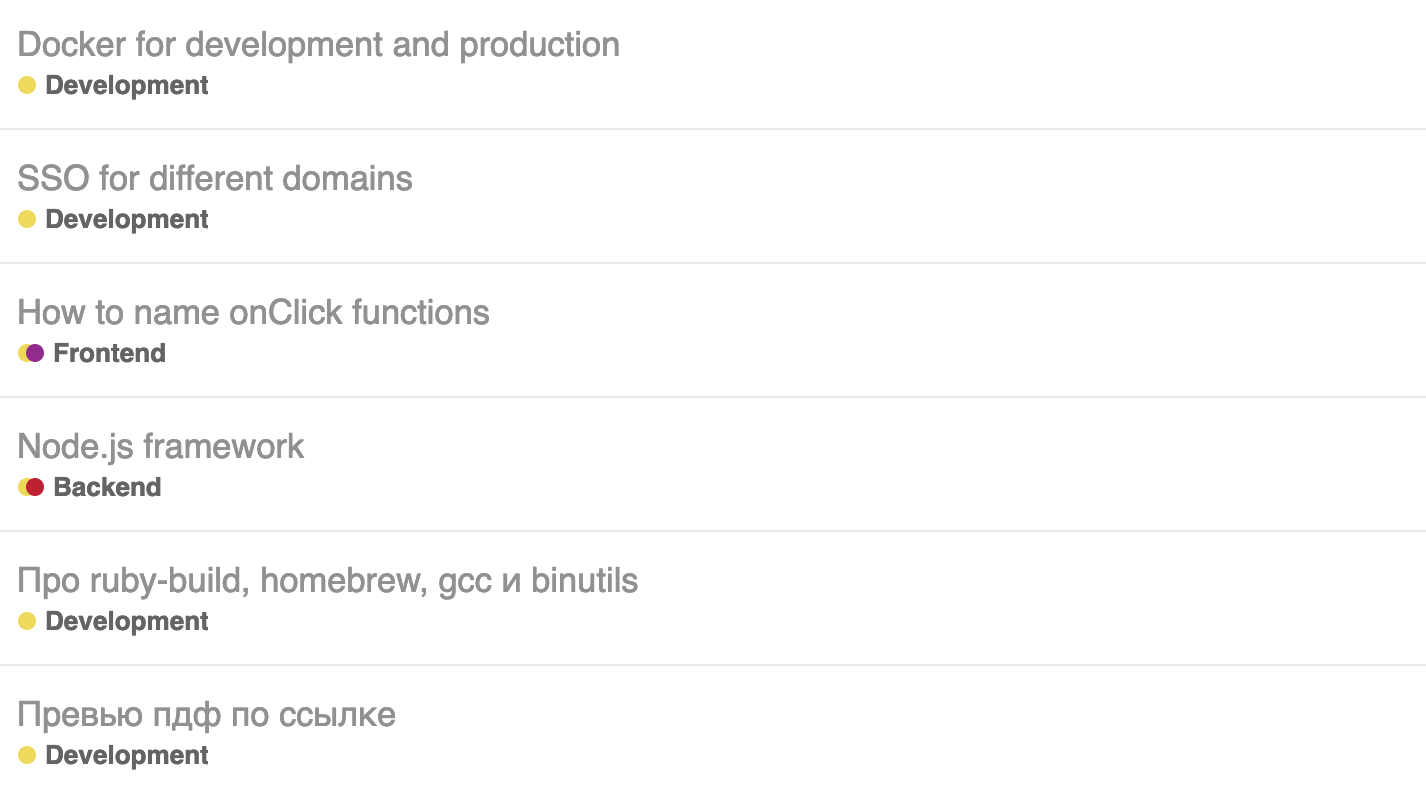 Docker for development and production
Development
SSO for different domains
Development
How to name onClick functions
Frontend
Node.js framework
Backend
Про ruby-build, homebrew, gcc и binutils
Development
Превью пдф по ссылке
Development